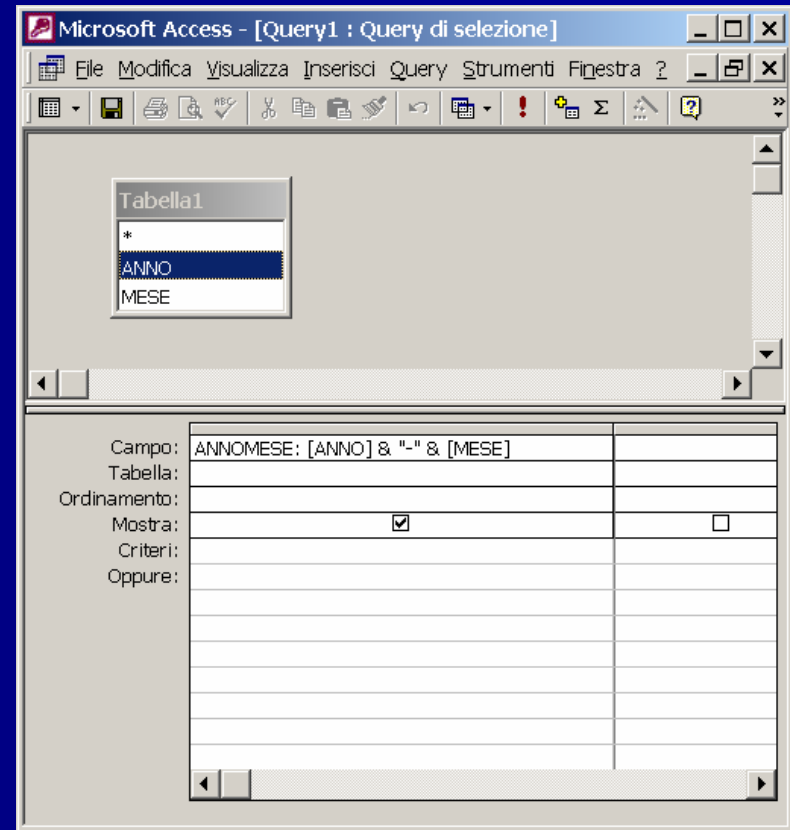 Microsoft Access - [Query1 : Query di selezione]
File Modifica Visualizza Inserisci Query Strumenti Finestra ?
ABC
Tabella1
*
ANNO
MESE
Campo: ANNOMESE: [ANNO] & "-" & [MESE]
Tabella:
Ordinamento:
Mostra:
Criteri:
Oppure: